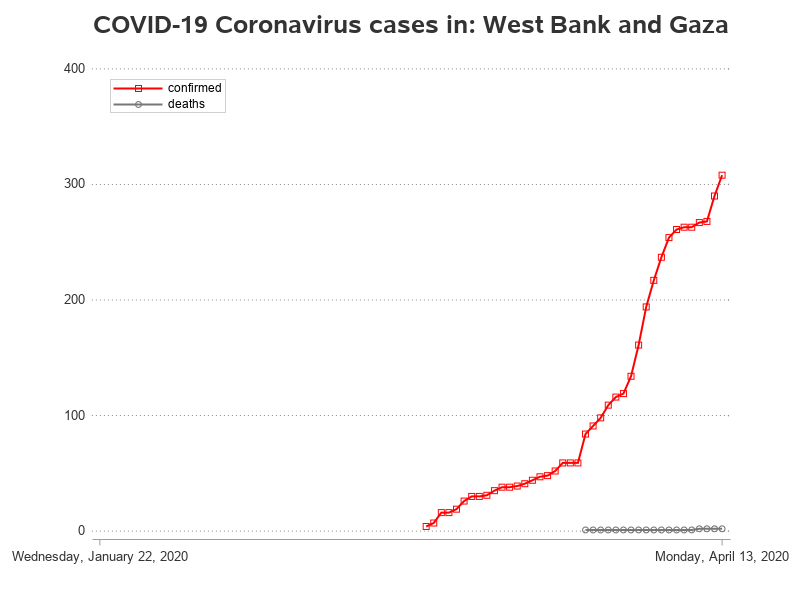 COVID-19 Coronavirus cases in: West Bank and Gaza
400
confirmed
deaths
300
200
100
0
Wednesday, January 22, 2020 Monday, April 13, 2020